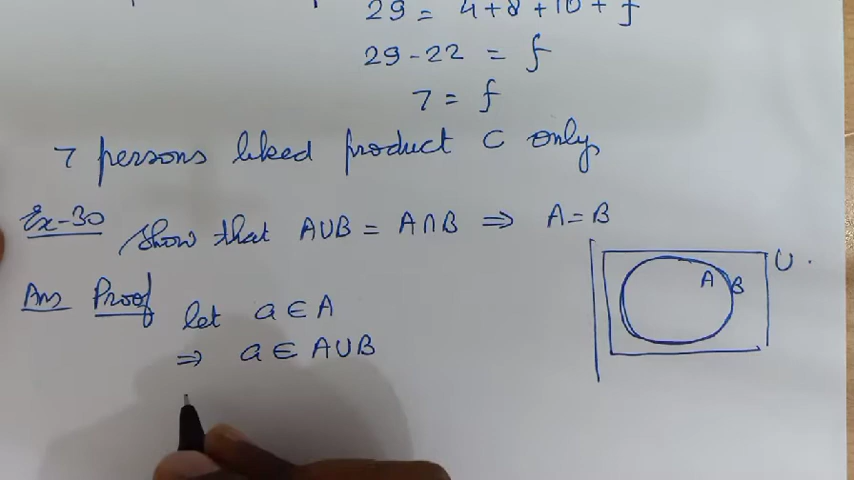 29 = 4+8+10+f
29-22 = f
7 = f
7 persons liked product C only
Ex-30 Show that A∪B = A∩B ⇒ A=B
A B U
Ans Proof let a∈A
⇒ a∈A∪B